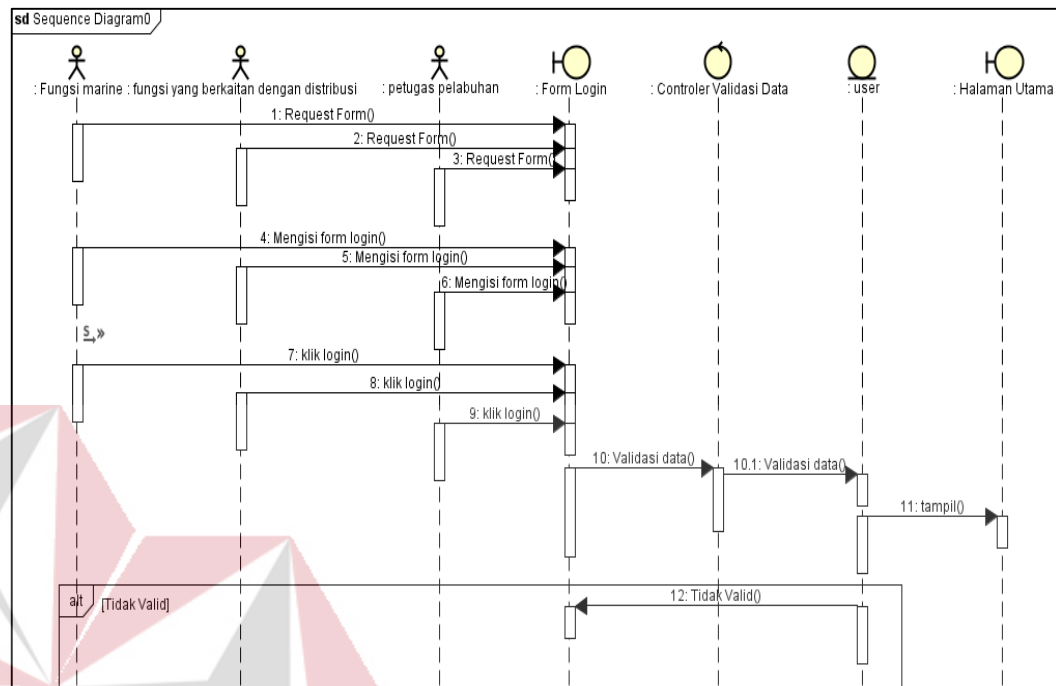 sd Sequence Diagram0
: Fungsi marine
: fungsi yang berkaitan dengan distribusi
: petugas pelabuhan
: Form Login
: Controler Validasi Data
: user
: Halaman Utama
1: Request Form()
2: Request Form()
3: Request Form()
4: Mengisi form login()
5: Mengisi form login()
6: Mengisi form login()
S
7: klik login()
8: klik login()
9: klik login()
10: Validasi data()
10.1: Validasi data()
11: tampil()
alt
[Tidak Valid]
12: Tidak Valid()